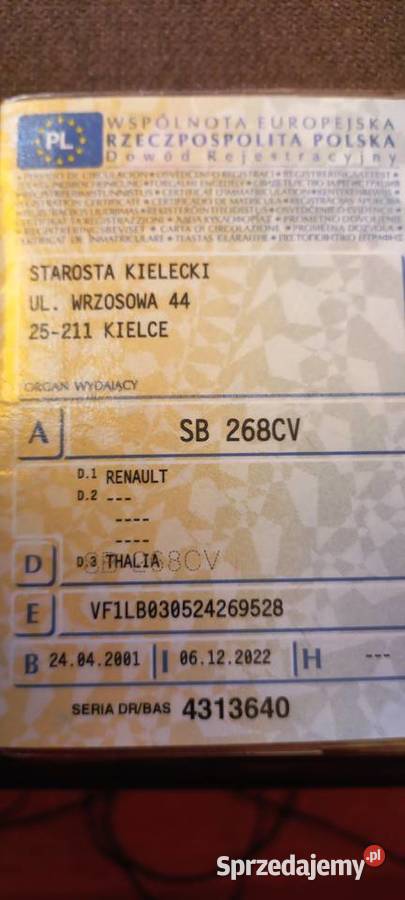 PL
WSPÓLNOTA EUROPEJSKA
RZECZPOSPOLITA POLSKA
Dowód Rejestracyjny
STAROSTA KIELECKI
UL. WRZOSOWA 44
25-211 KIELCE
ORGAN WYDAJĄCY
A SB 268CV
D.1 RENAULT
D.2 ---
----
----
D D.3 THALIA
SB 268CV
E VF1LB030524269528
B 24.04.2001 I 06.12.2022 H ---
SERIA DR/BAS 4313640
Sprzedajemy.pl